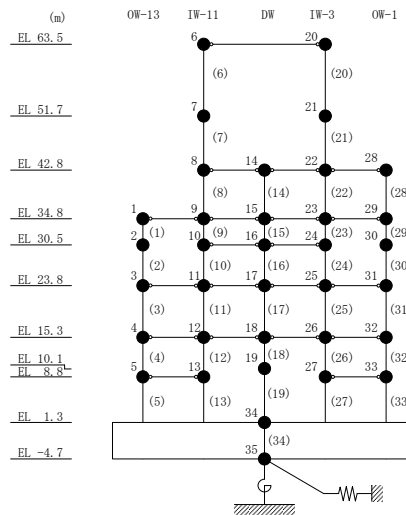 (m) OW-13 IW-11 DW IW-3 OW-1
EL 63.5 6 20
(6) (20)
EL 51.7 7 21
(7) (21)
EL 42.8 8 14 22 28
(8) (14) (22) (28
EL 34.8 1 9 15 23 29
(1) (9) (15) (23) (29
EL 30.5 2 10 16 24 30
(2) (10) (16) (24) (30
EL 23.8 3 11 17 25 31
(3) (11) (17) (25) (31
EL 15.3 4 12 18 26 32
(4) (12) (18) (26) (32
EL 10.1 19
EL 8.8 5 13 27 33
(5) (13) (19) (27) (33
EL 1.3 34
(34)
EL -4.7 35